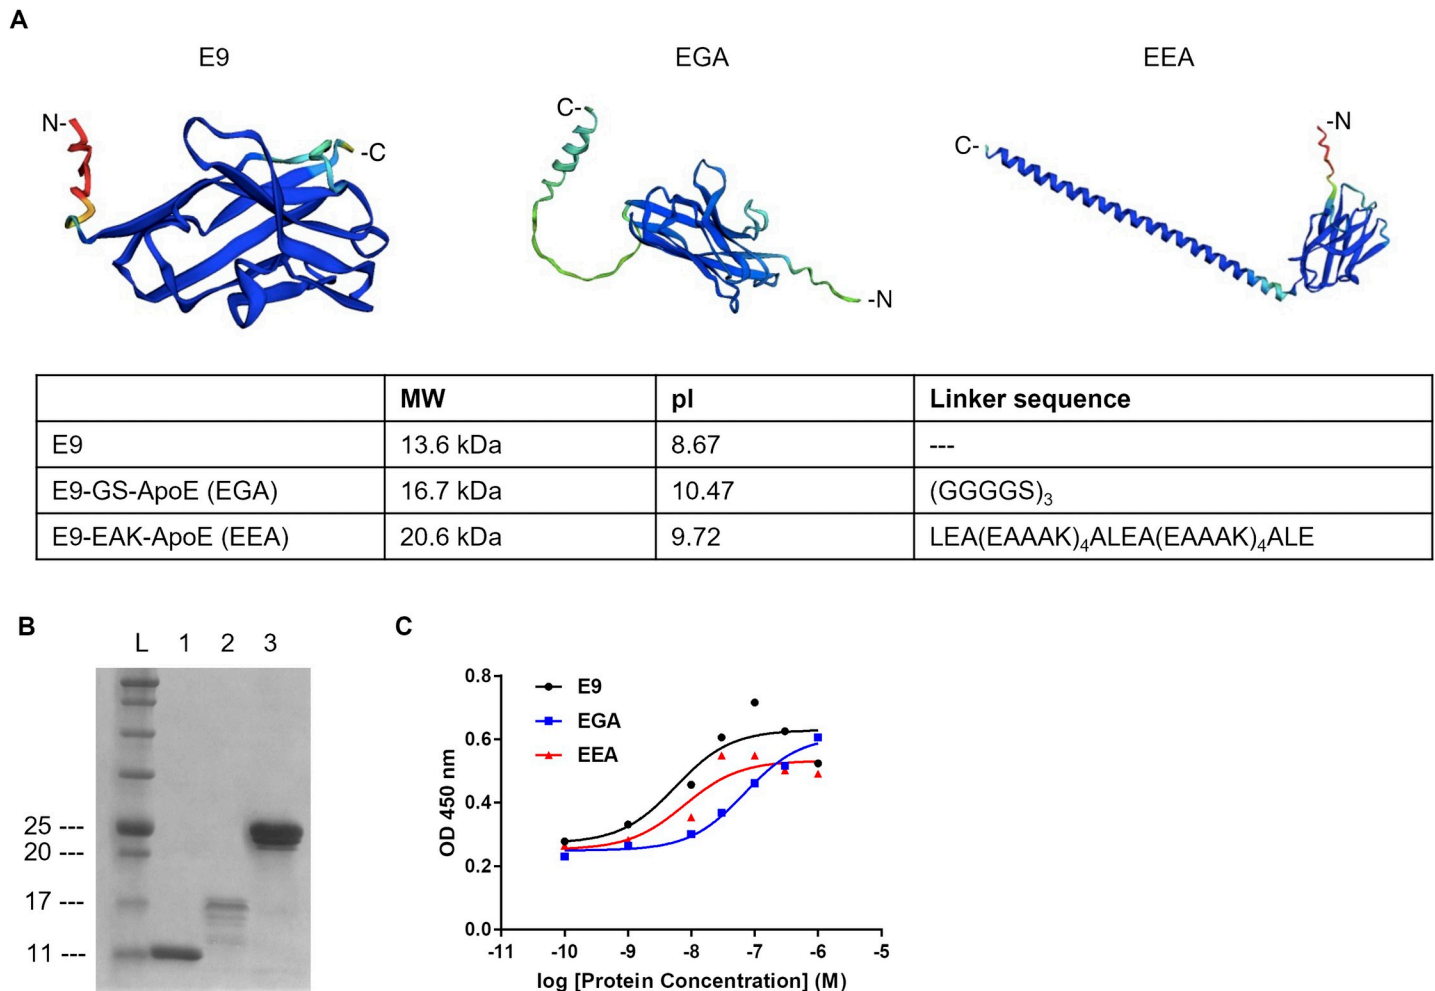 A
E9 EGA EEA
N- -C
C- -N
C- -N
MW pI Linker sequence
E9 13.6 kDa 8.67 ---
E9-GS-ApoE (EGA) 16.7 kDa 10.47 (GGGGS)₃
E9-EAK-ApoE (EEA) 20.6 kDa 9.72 LEA(EAAAK)₄ALEA(EAAAK)₄ALE
B
L 1 2 3
25 ---
20 ---
17 ---
11 ---
C
E9
EGA
EEA
OD 450 nm
0.8
0.6
0.4
0.2
0.0
-11 -10 -9 -8 -7 -6 -5
log [Protein Concentration] (M)